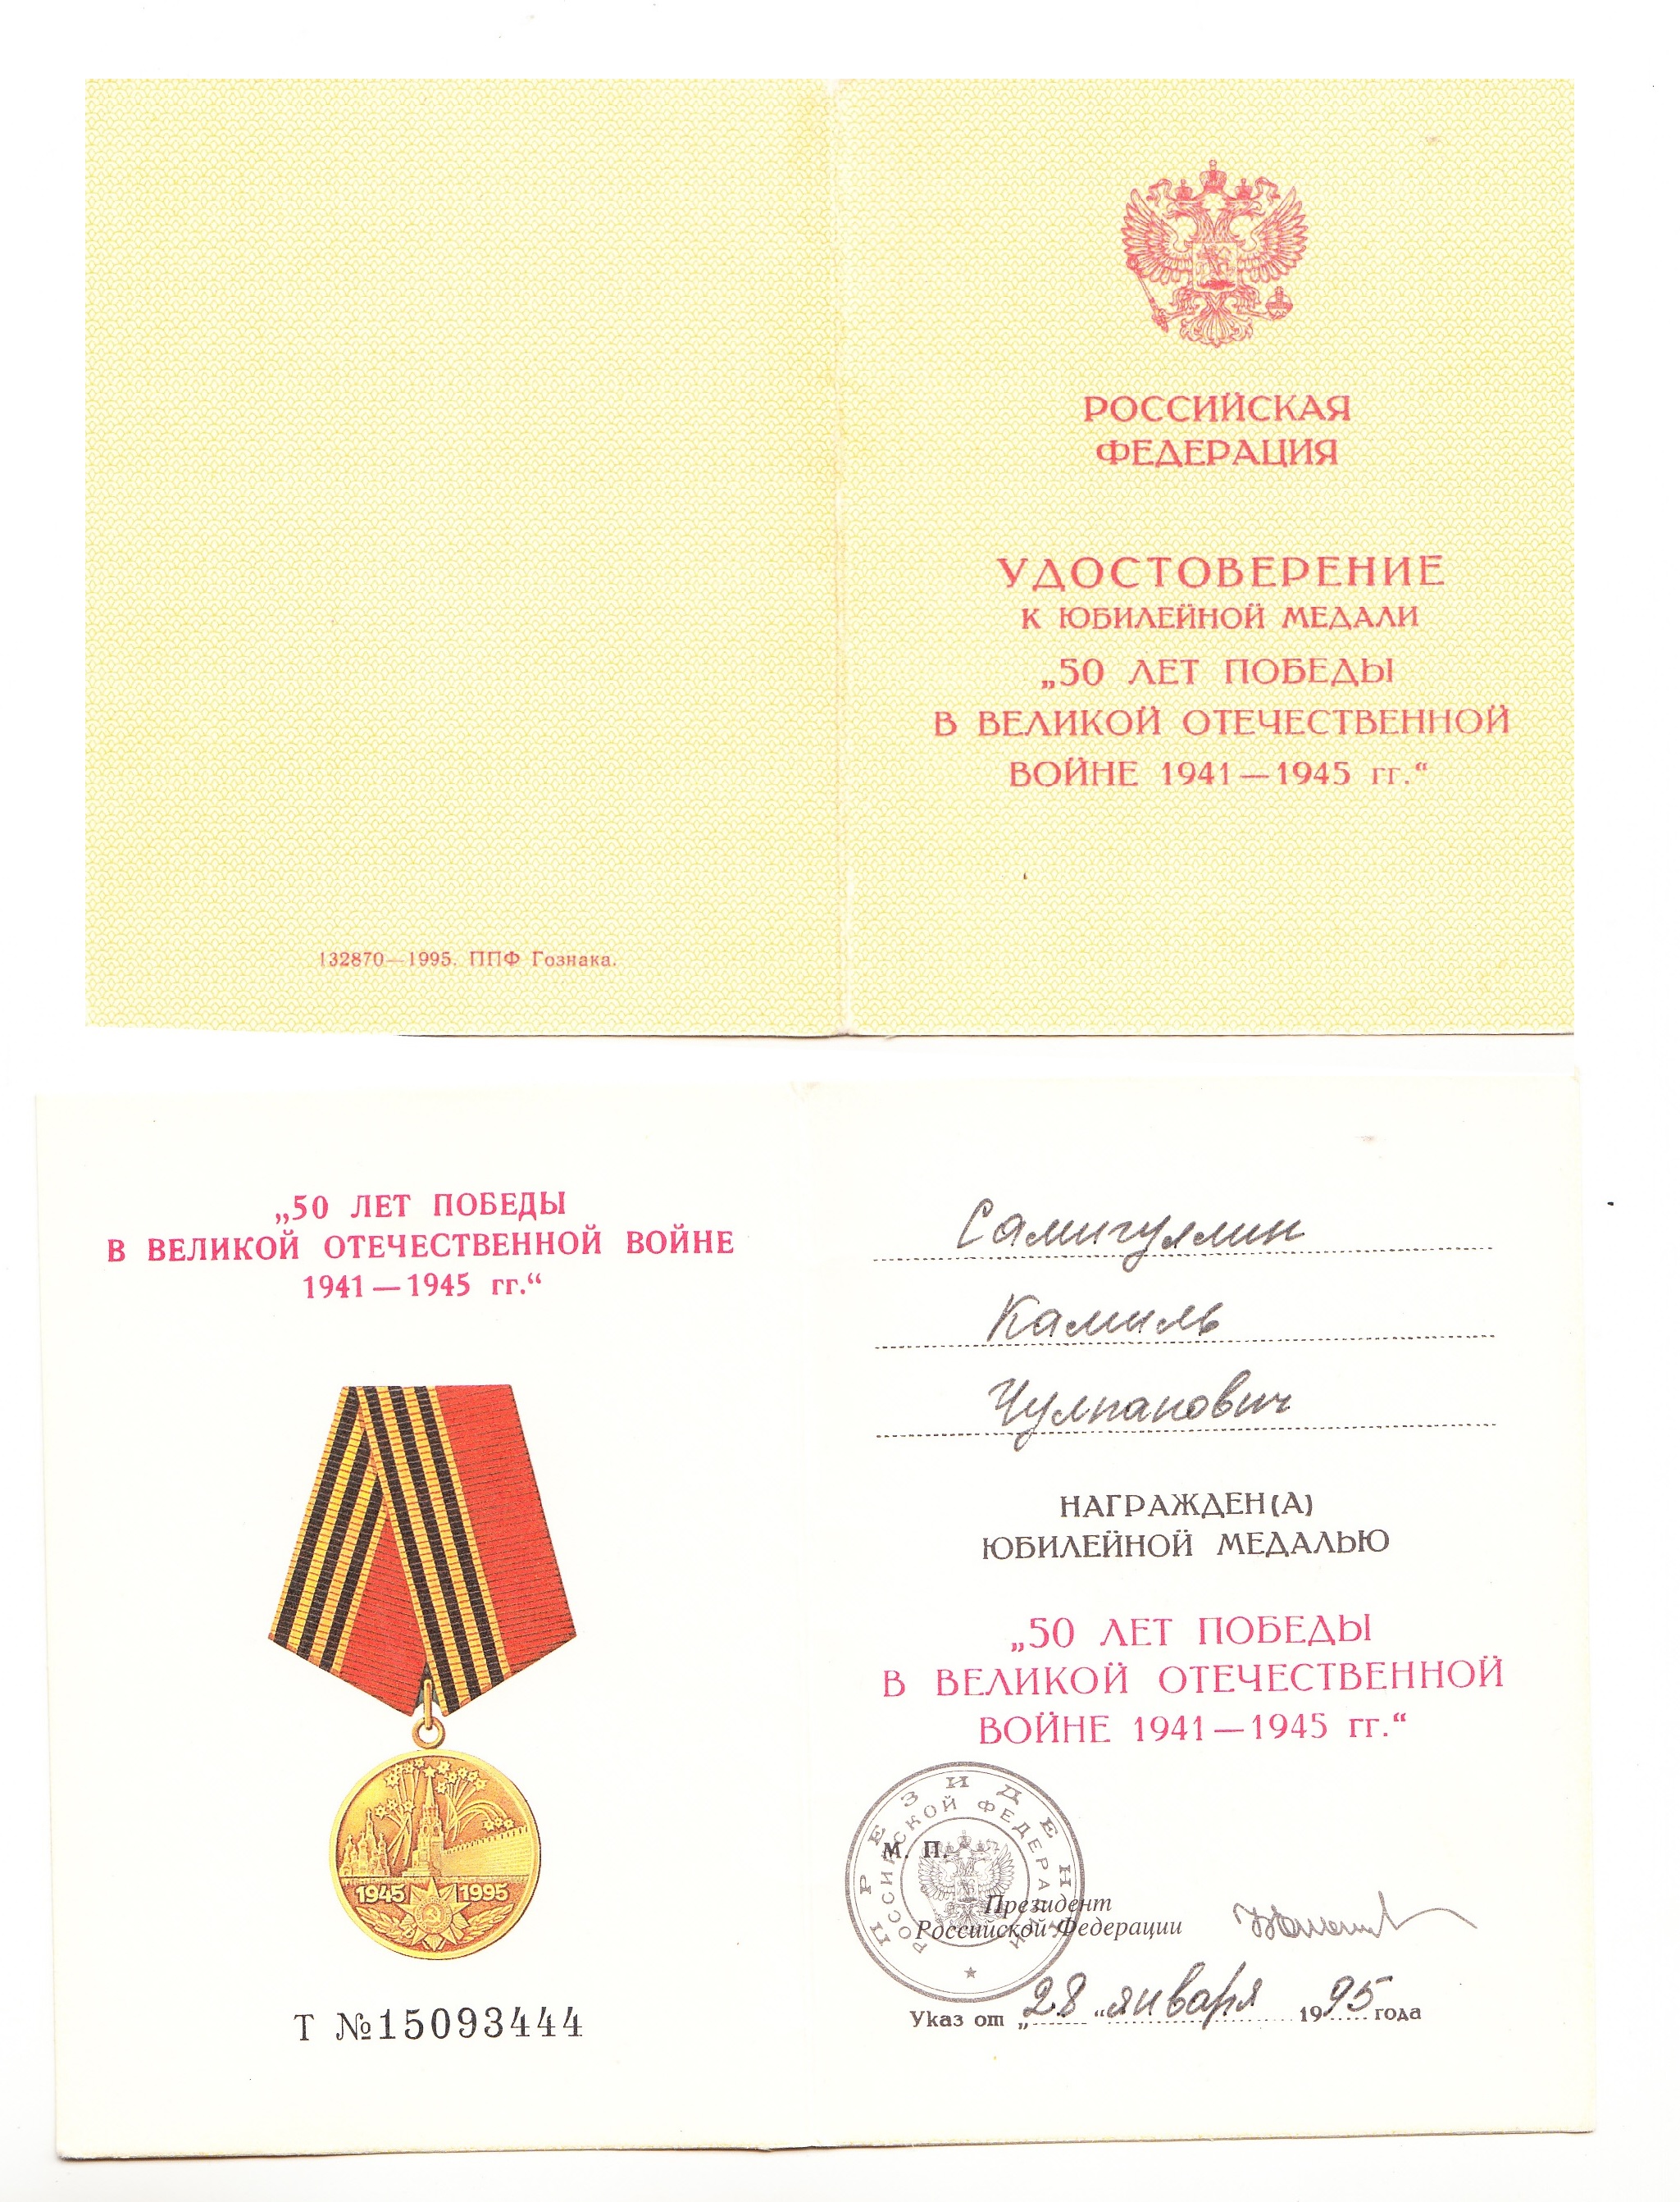 РОССИЙСКАЯ
ФЕДЕРАЦИЯ
УДОСТОВЕРЕНИЕ
К ЮБИЛЕЙНОЙ МЕДАЛИ
„50 ЛЕТ ПОБЕДЫ
В ВЕЛИКОЙ ОТЕЧЕСТВЕННОЙ
ВОЙНЕ 1941—1945 гг.“
132870—1995. ППФ Гознака.
„50 ЛЕТ ПОБЕДЫ
В ВЕЛИКОЙ ОТЕЧЕСТВЕННОЙ ВОЙНЕ
1941—1945 гг.“
1945 1995
Т №15093444
Самигуллин
Камиль
Чулпанович
НАГРАЖДЕН(А)
ЮБИЛЕЙНОЙ МЕДАЛЬЮ
„50 ЛЕТ ПОБЕДЫ
В ВЕЛИКОЙ ОТЕЧЕСТВЕННОЙ
ВОЙНЕ 1941—1945 гг.“
ПРЕЗИДЕНТ
РОССИЙСКОЙ ФЕДЕРАЦИИ
М. П.
Президент
Российской Федерации
Указ от „28“ января 1995 года